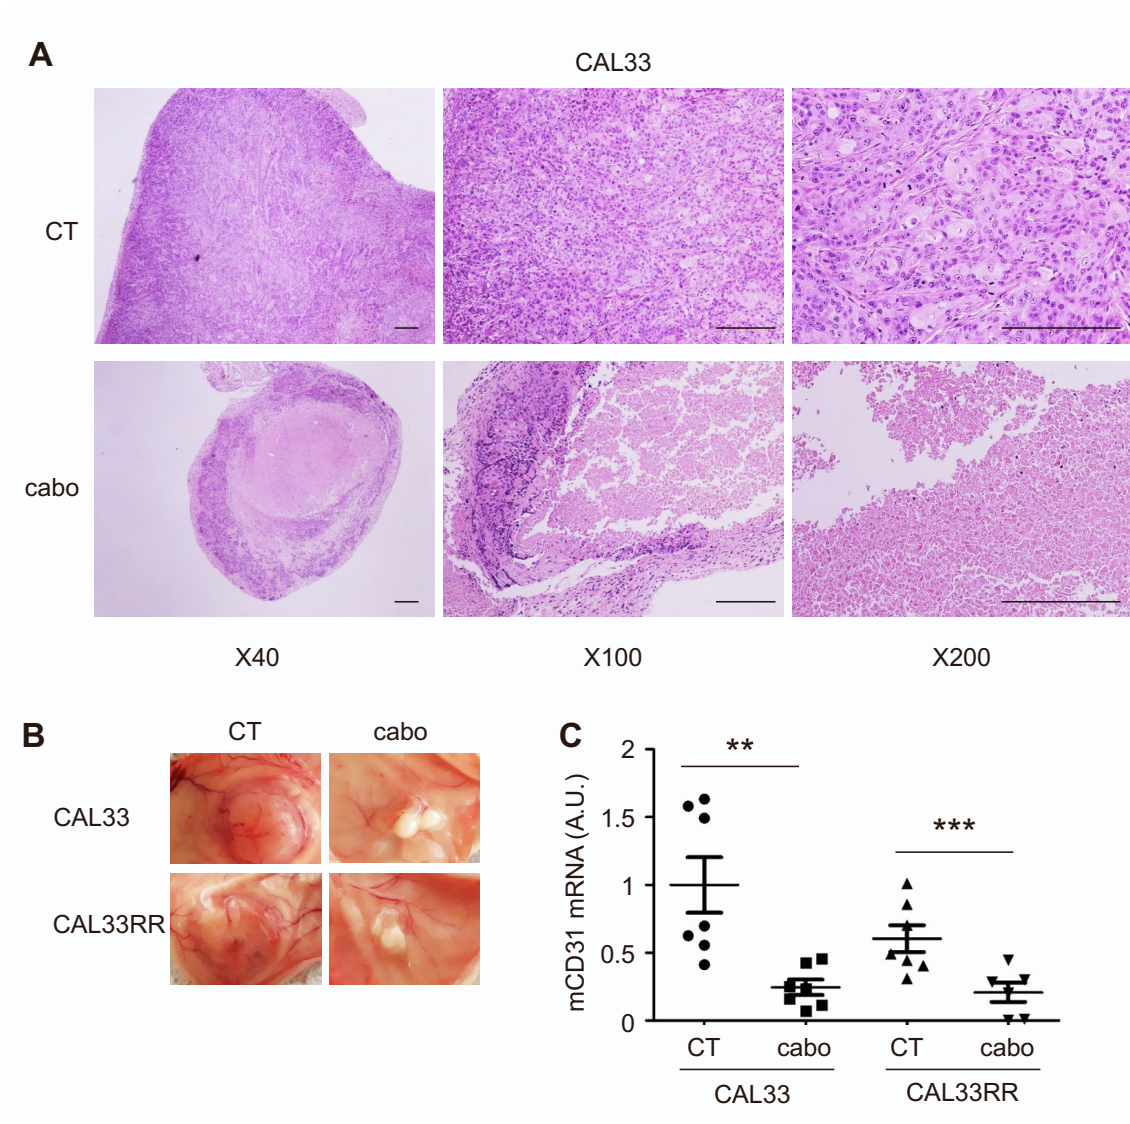 A
CAL33
CT
cabo
X40 X100 X200
B
CT cabo
CAL33
CAL33RR
C
mCD31 mRNA (A.U.)
2
1.5
1
0.5
0
**
***
CT cabo CT cabo
CAL33 CAL33RR